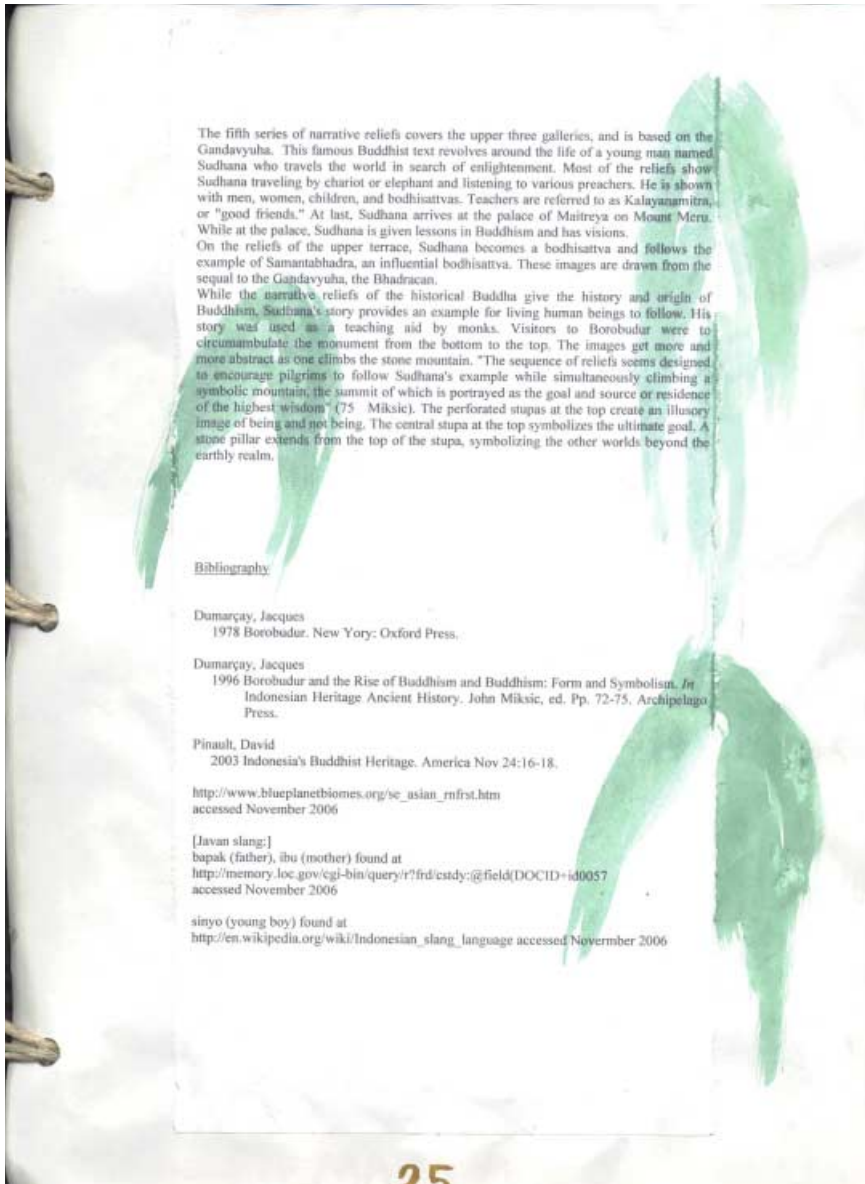 The fifth series of narrative reliefs covers the upper three galleries, and is based on the
Gandavyuha. This famous Buddhist text revolves around the life of a young man named
Sudhana who travels the world in search of enlightenment. Most of the reliefs show
Sudhana traveling by chariot or elephant and listening to various preachers. He is shown
with men, women, children, and bodhisattvas. Teachers are referred to as Kalayanamitra,
or "good friends." At last, Sudhana arrives at the palace of Maitreya on Mount Meru.
While at the palace, Sudhana is given lessons in Buddhism and has visions.
On the reliefs of the upper terrace, Sudhana becomes a bodhisattva and follows the
example of Samantabhadra, an influential bodhisattva. These images are drawn from the
sequal to the Gandavyuha, the Bhadracan.
While the narrative reliefs of the historical Buddha give the history and origin of
Buddhism, Sudhana's story provides an example for living human beings to follow. His
story was used as a teaching aid by monks. Visitors to Borobudur were to
circumambulate the monument from the bottom to the top. The images get more and
more abstract as one climbs the stone mountain. "The sequence of reliefs seems designed
to encourage pilgrims to follow Sudhana's example while simultaneously climbing a
symbolic mountain, the summit of which is portrayed as the goal and source or residence
of the highest wisdom" (75 Miksic). The perforated stupas at the top create an illusory
image of being and not being. The central stupa at the top symbolizes the ultimate goal. A
stone pillar extends from the top of the stupa, symbolizing the other worlds beyond the
earthly realm.
Bibliography
Dumarçay, Jacques
1978 Borobudur. New Yory: Oxford Press.
Dumarçay, Jacques
1996 Borobudur and the Rise of Buddhism and Buddhism: Form and Symbolism. In
Indonesian Heritage Ancient History. John Miksic, ed. Pp. 72-75. Archipelago
Press.
Pinault, David
2003 Indonesia's Buddhist Heritage. America Nov 24:16-18.
http://www.blueplanetbiomes.org/se_asian_rnfrst.htm
accessed November 2006
[Javan slang:]
bapak (father), ibu (mother) found at
http://memory.loc.gov/cgi-bin/query/r?frd/cstdy:@field(DOCID+id0057
accessed November 2006
sinyo (young boy) found at
http://en.wikipedia.org/wiki/Indonesian_slang_language accessed Novermber 2006
25